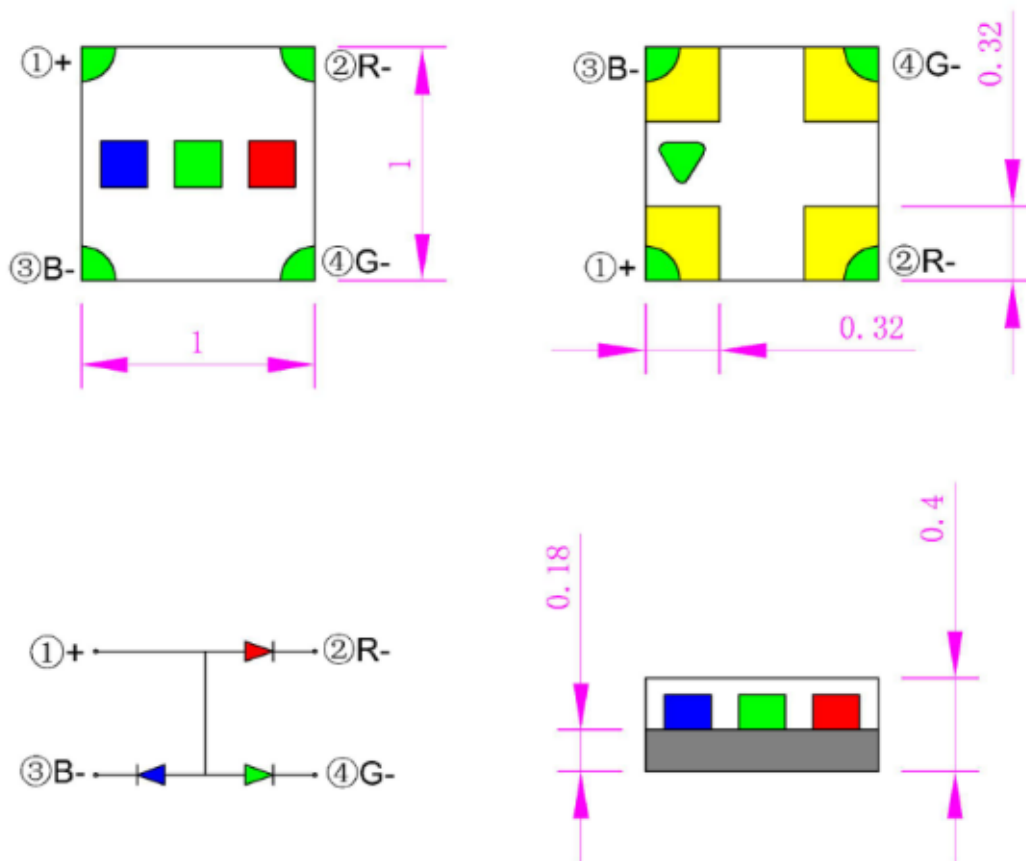 ①+
②R-
③B-
④G-
1
1
③B-
④G-
①+
②R-
0.32
0.32
①+
②R-
③B-
④G-
0.18
0.4